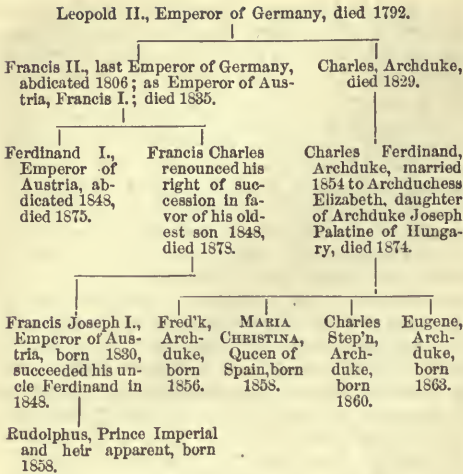 Leopold II., Emperor of Germany, died 1792.
Francis II., last Emperor of Germany,
abdicated 1806; as Emperor of Aus-
tria, Francis I.; died 1835.
Charles, Archduke,
died 1829.
Ferdinand I.,
Emperor of
Austria, ab-
dicated 1848,
died 1875.
Francis Charles
renounced his
right of suc-
cession in fa-
vor of his old-
est son 1848,
died 1878.
Charles Ferdinand,
Archduke, married
1854 to Archduchess
Elizabeth, daughter
of Archduke Joseph
Palatine of Hunga-
ry, died 1874.
Francis Joseph I.,
Emperor of Aus-
tria, born 1830,
succeeded his un-
cle Ferdinand in
1848.
Fred'k,
Arch-
duke,
born
1856.
MARIA
CHRISTINA,
Queen of
Spain, born
1858.
Charles
Step'n,
Arch-
duke,
born
1860.
Eugene,
Arch-
duke,
born
1863.
Rudolphus, Prince Imperial
and heir apparent, born
1858.